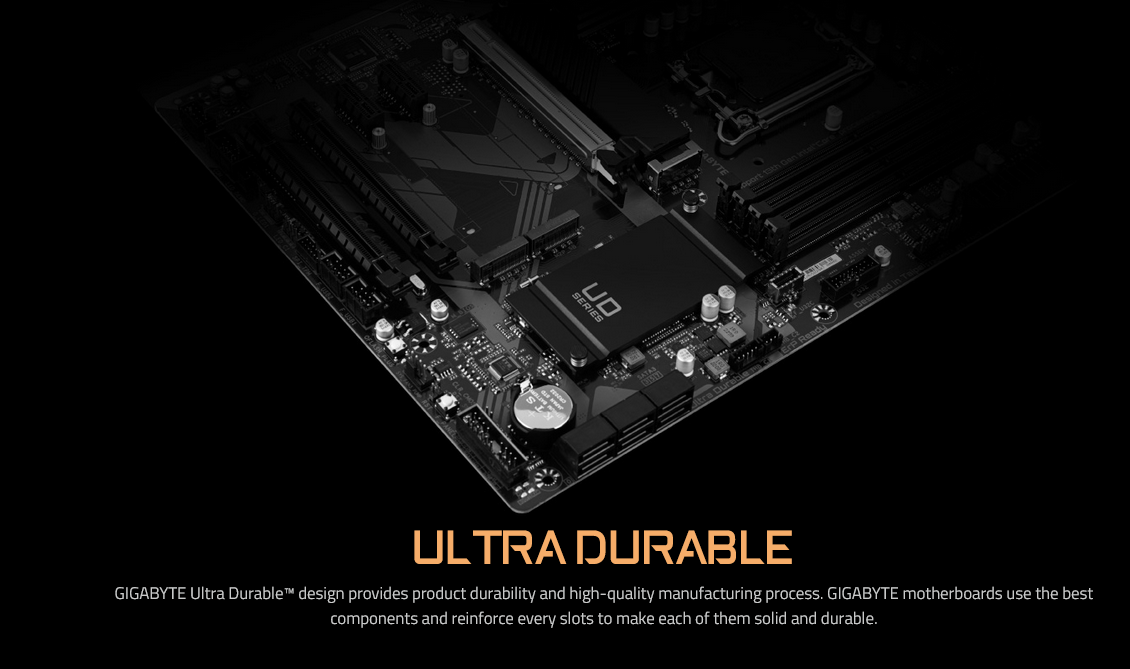 UD
SERIES
ULTRA DURABLE
GIGABYTE Ultra Durable™ design provides product durability and high-quality manufacturing process. GIGABYTE motherboards use the best
components and reinforce every slots to make each of them solid and durable.